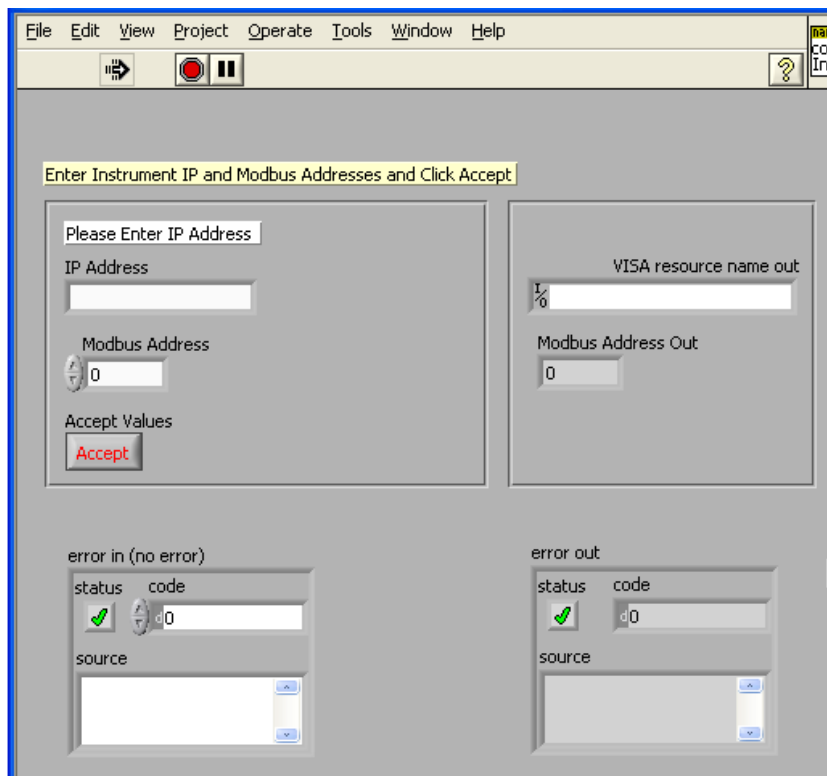 File Edit View Project Operate Tools Window Help
?
Enter Instrument IP and Modbus Addresses and Click Accept
Please Enter IP Address
IP Address
Modbus Address
0
Accept Values
Accept
VISA resource name out
I/O
Modbus Address Out
0
error in (no error)
status code
d0
source
error out
status code
d0
source